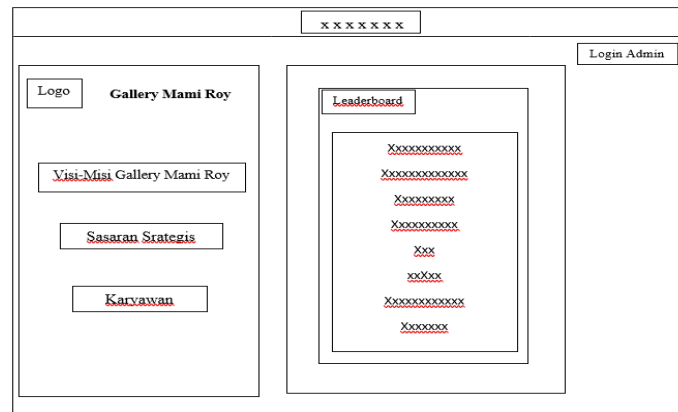 x x x x x x x
Login Admin
Logo
Gallery Mami Roy
Visi-Misi Gallery Mami Roy
Sasaran Srategis
Karyawan
Leaderboard
Xxxxxxxxxxx
Xxxxxxxxxxxxx
Xxxxxxxxx
Xxxxxxxxxx
Xxx
xxXxx
Xxxxxxxxxxxx
Xxxxxxx